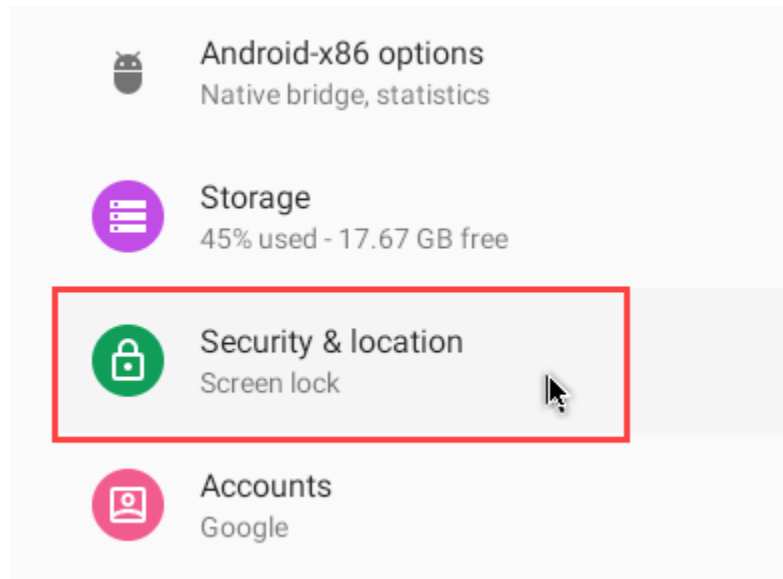 Android-x86 options
Native bridge, statistics
Storage
45% used - 17.67 GB free
Security & location
Screen lock
Accounts
Google